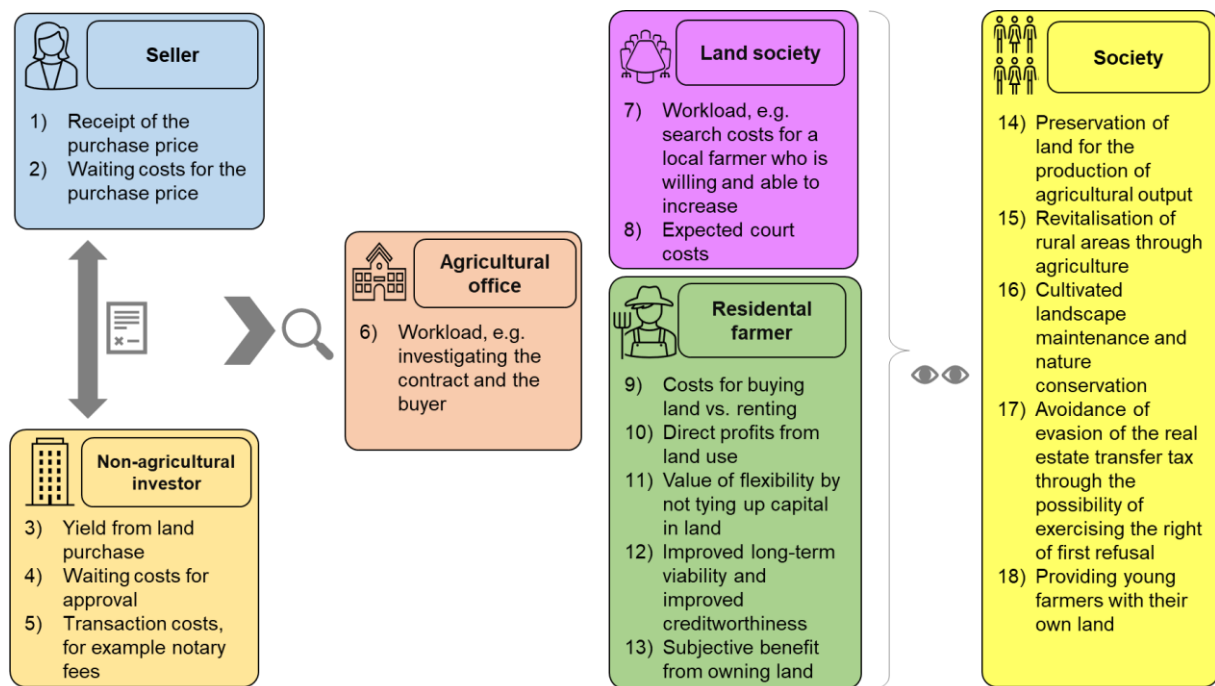 Seller
1) Receipt of the
purchase price
2) Waiting costs for the
purchase price
Non-agricultural
investor
3) Yield from land
purchase
4) Waiting costs for
approval
5) Transaction costs,
for example notary
fees
Agricultural
office
6) Workload, e.g.
investigating the
contract and the
buyer
Land society
7) Workload, e.g.
search costs for a
local farmer who is
willing and able to
increase
8) Expected court
costs
Residental
farmer
9) Costs for buying
land vs. renting
10) Direct profits from
land use
11) Value of flexibility by
not tying up capital
in land
12) Improved long-term
viability and
improved
creditworthiness
13) Subjective benefit
from owning land
Society
14) Preservation of
land for the
production of
agricultural output
15) Revitalisation of
rural areas through
agriculture
16) Cultivated
landscape
maintenance and
nature
conservation
17) Avoidance of
evasion of the real
estate transfer tax
through the
possibility of
exercising the right
of first refusal
18) Providing young
farmers with their
own land